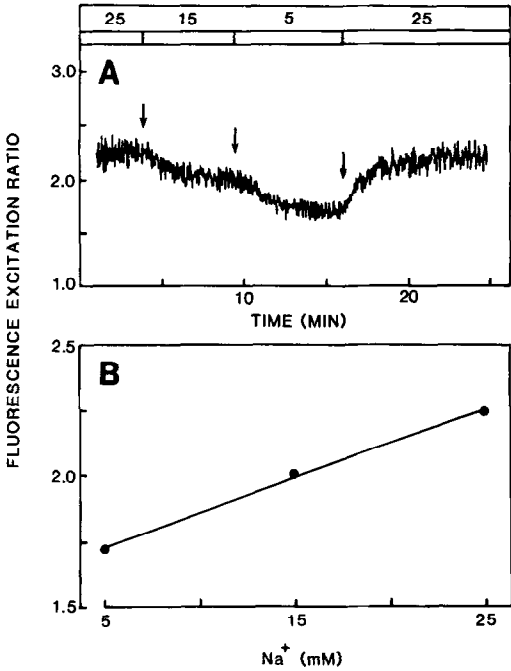 25 15 5 25
A
3.0
2.0
1.0
10 20
TIME (MIN)
FLUORESCENCE EXCITATION RATIO
B
2.5
2.0
1.5
5 15 25
Na+ (mM)